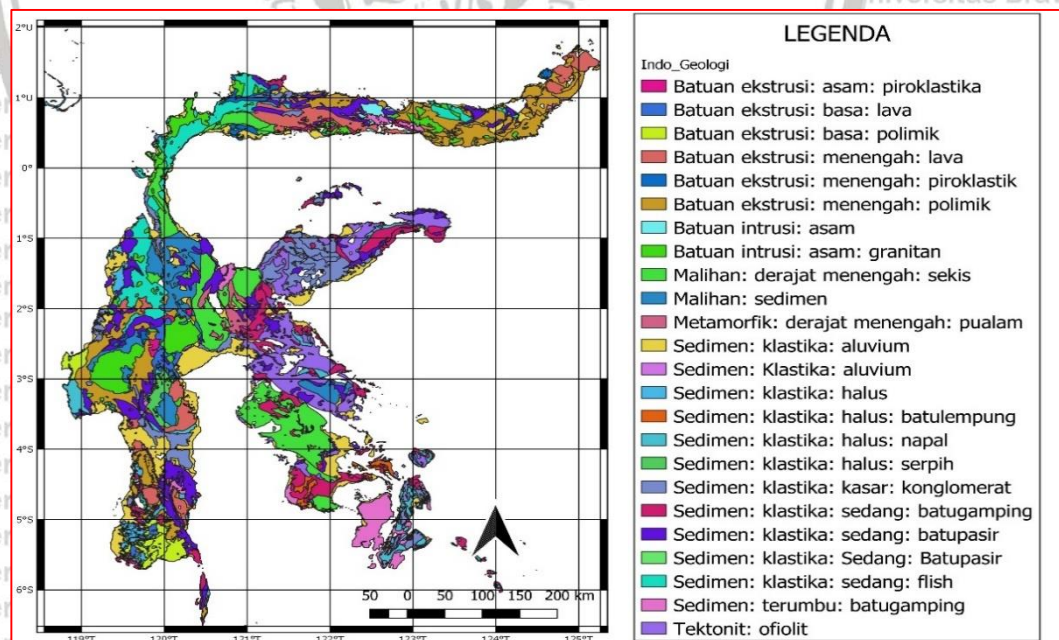 2°U
1°U
0°
1°S
2°S
3°S
4°S
5°S
6°S
50 0 50 100 150 200 km
118°T 120°T 121°T 122°T 123°T 124°T 125°T
LEGENDA
Indo_Geologi
Batuan ekstrusi: asam: piroklastika
Batuan ekstrusi: basa: lava
Batuan ekstrusi: basa: polimik
Batuan ekstrusi: menengah: lava
Batuan ekstrusi: menengah: piroklastik
Batuan ekstrusi: menengah: polimik
Batuan intrusi: asam
Batuan intrusi: asam: granitan
Malihan: derajat menengah: sekis
Malihan: sedimen
Metamorfik: derajat menengah: pualam
Sedimen: klastika: aluvium
Sedimen: Klastika: aluvium
Sedimen: klastika: halus
Sedimen: klastika: halus: batulempung
Sedimen: klastika: halus: napal
Sedimen: klastika: halus: serpih
Sedimen: klastika: kasar: konglomerat
Sedimen: klastika: sedang: batugamping
Sedimen: klastika: sedang: batupasir
Sedimen: klastika: Sedang: Batupasir
Sedimen: klastika: sedang: flish
Sedimen: terumbu: batugamping
Tektonit: ofiolit